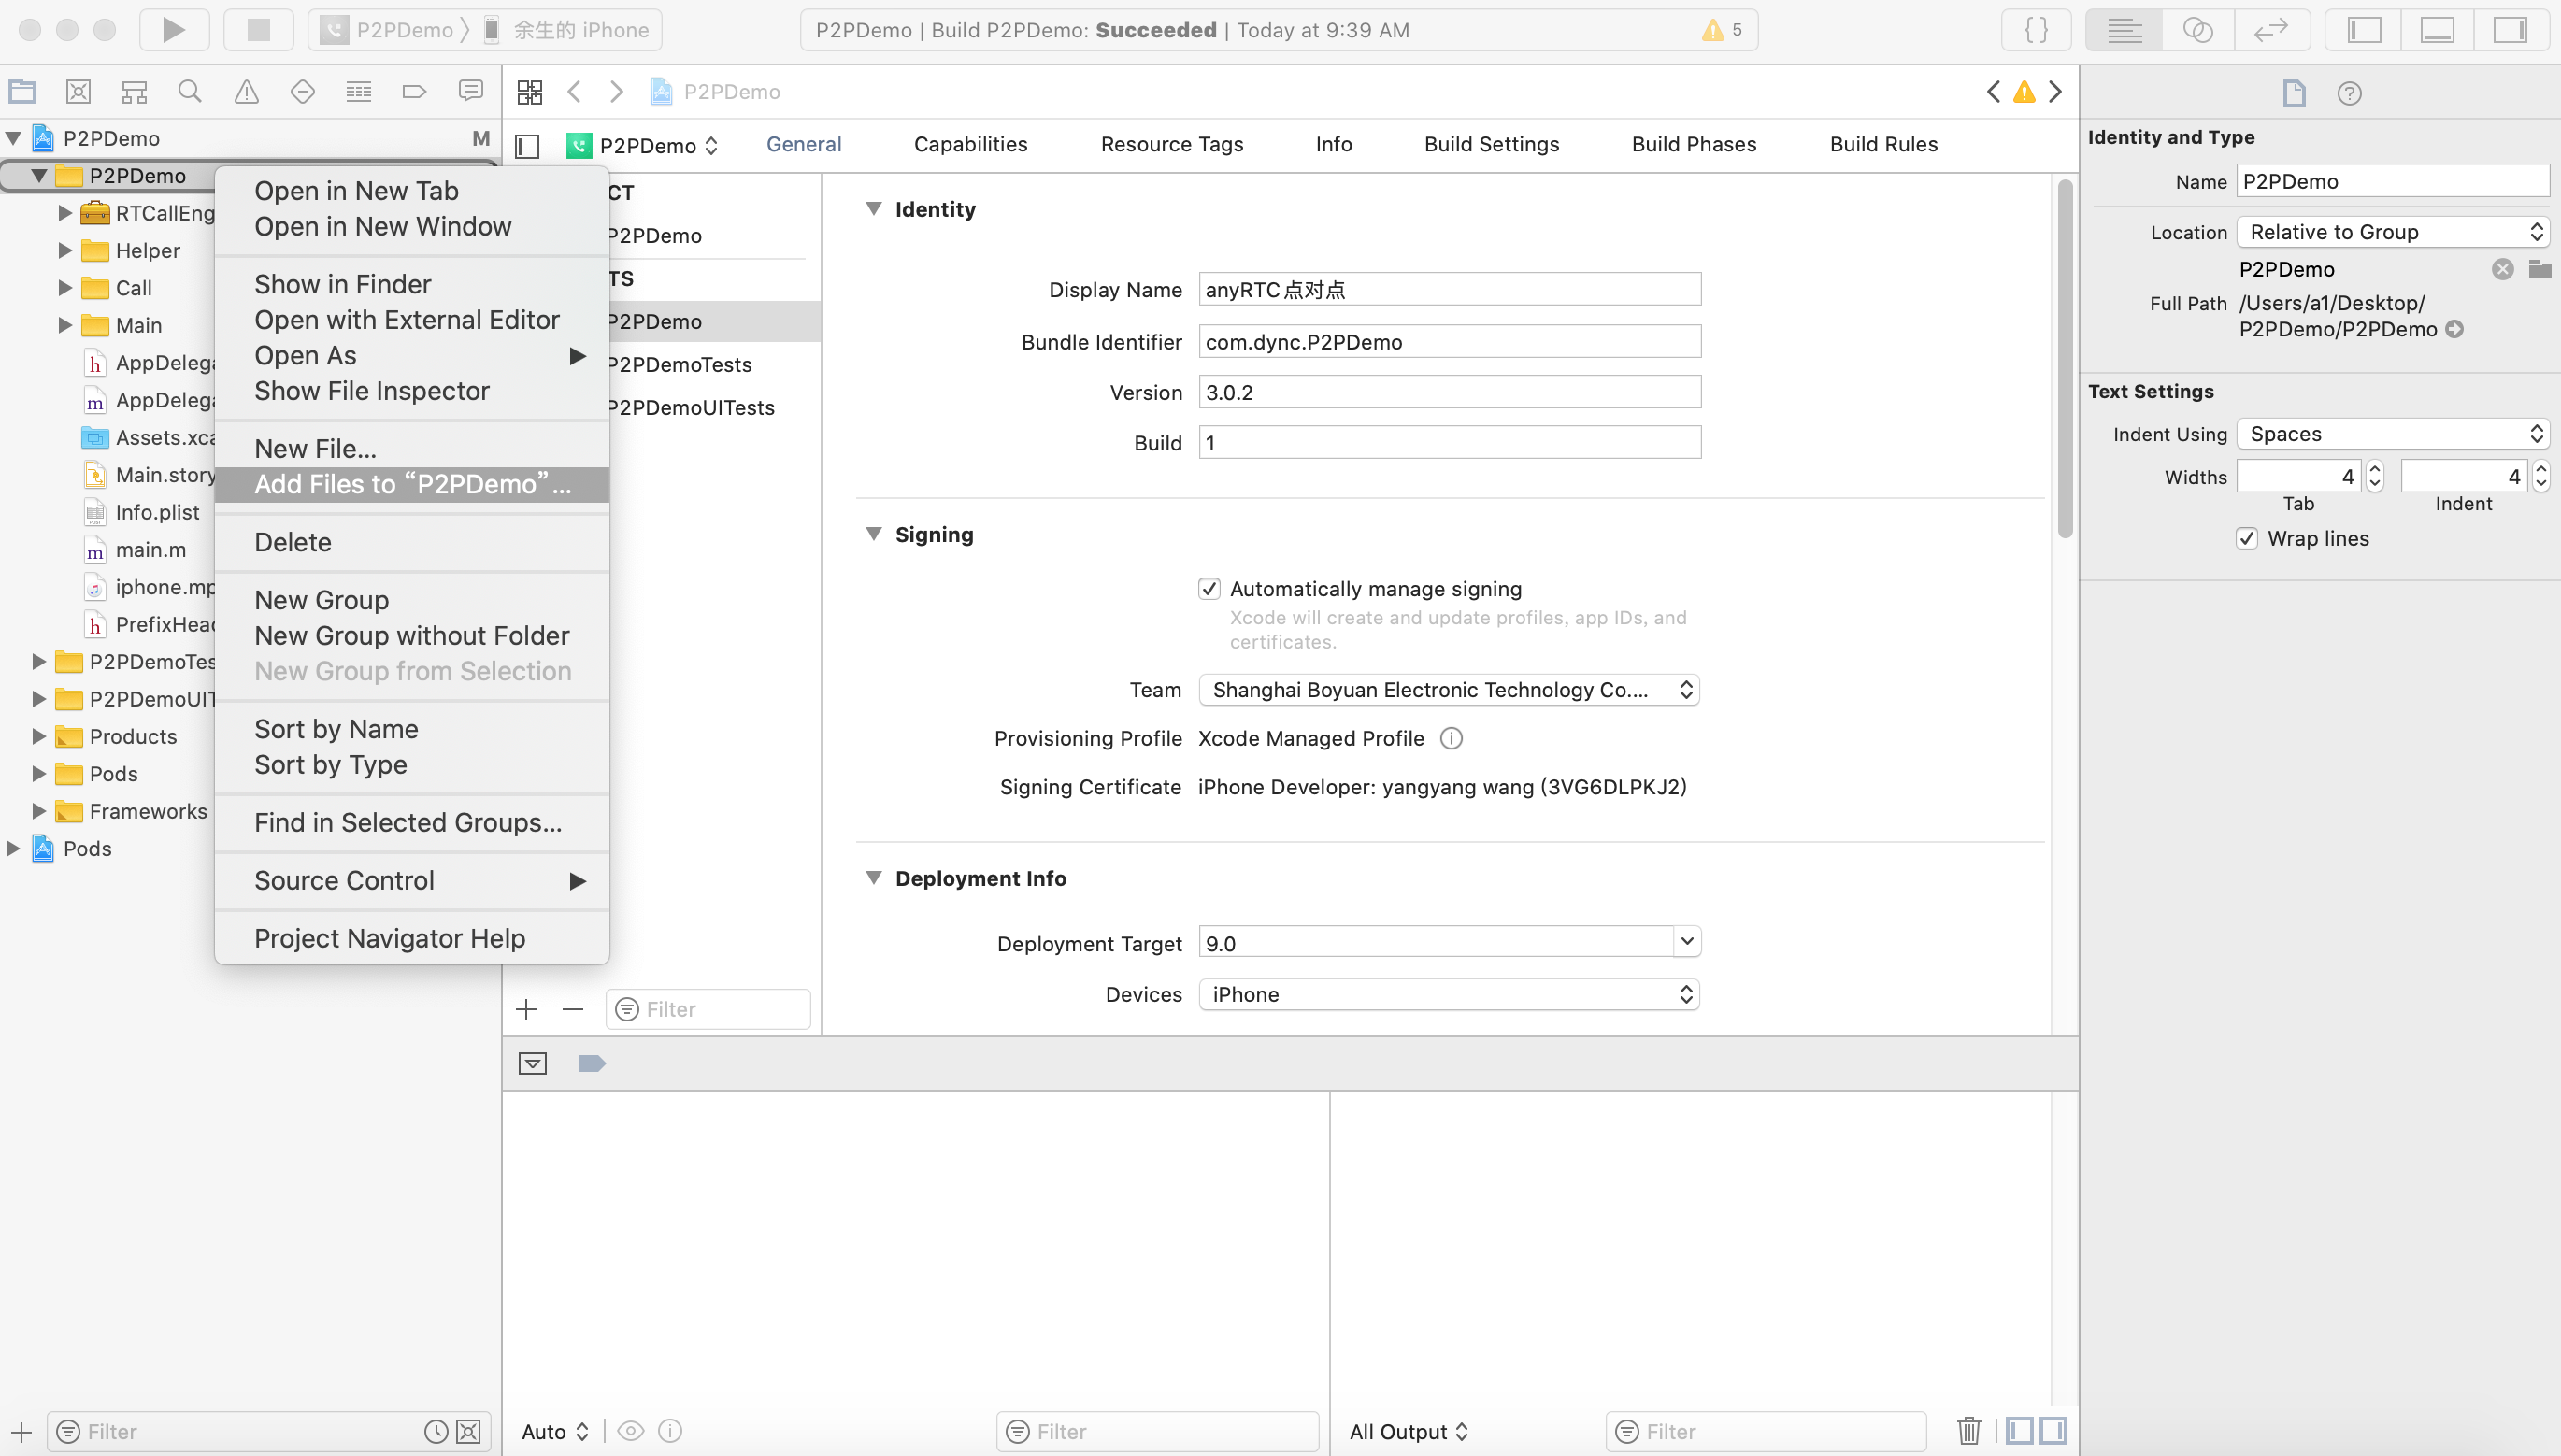 P2PDemo 余生的 iPhone
P2PDemo | Build P2PDemo: Succeeded | Today at 9:39 AM
5
P2PDemo
P2PDemo M
P2PDemo
RTCallEng
Helper
Call
Main
AppDelega
AppDelega
Assets.xca
Main.story
Info.plist
main.m
iphone.mp
PrefixHead
P2PDemoTes
P2PDemoUIT
Products
Pods
Frameworks
Pods
Filter
Open in New Tab
Open in New Window
Show in Finder
Open with External Editor
Open As
Show File Inspector
New File...
Add Files to “P2PDemo”...
Delete
New Group
New Group without Folder
New Group from Selection
Sort by Name
Sort by Type
Find in Selected Groups...
Source Control
Project Navigator Help
P2PDemo General Capabilities Resource Tags Info Build Settings Build Phases Build Rules
CT
P2PDemo
TS
P2PDemo
P2PDemoTests
P2PDemoUITests
Filter
Identity
Display Name anyRTC点对点
Bundle Identifier com.dync.P2PDemo
Version 3.0.2
Build 1
Signing
Automatically manage signing
Xcode will create and update profiles, app IDs, and
certificates.
Team Shanghai Boyuan Electronic Technology Co....
Provisioning Profile Xcode Managed Profile
Signing Certificate iPhone Developer: yangyang wang (3VG6DLPKJ2)
Deployment Info
Deployment Target 9.0
Devices iPhone
Auto
Filter
All Output
Filter
Identity and Type
Name P2PDemo
Location Relative to Group
P2PDemo
Full Path /Users/a1/Desktop/
P2PDemo/P2PDemo
Text Settings
Indent Using Spaces
Widths 4 4
Tab Indent
Wrap lines